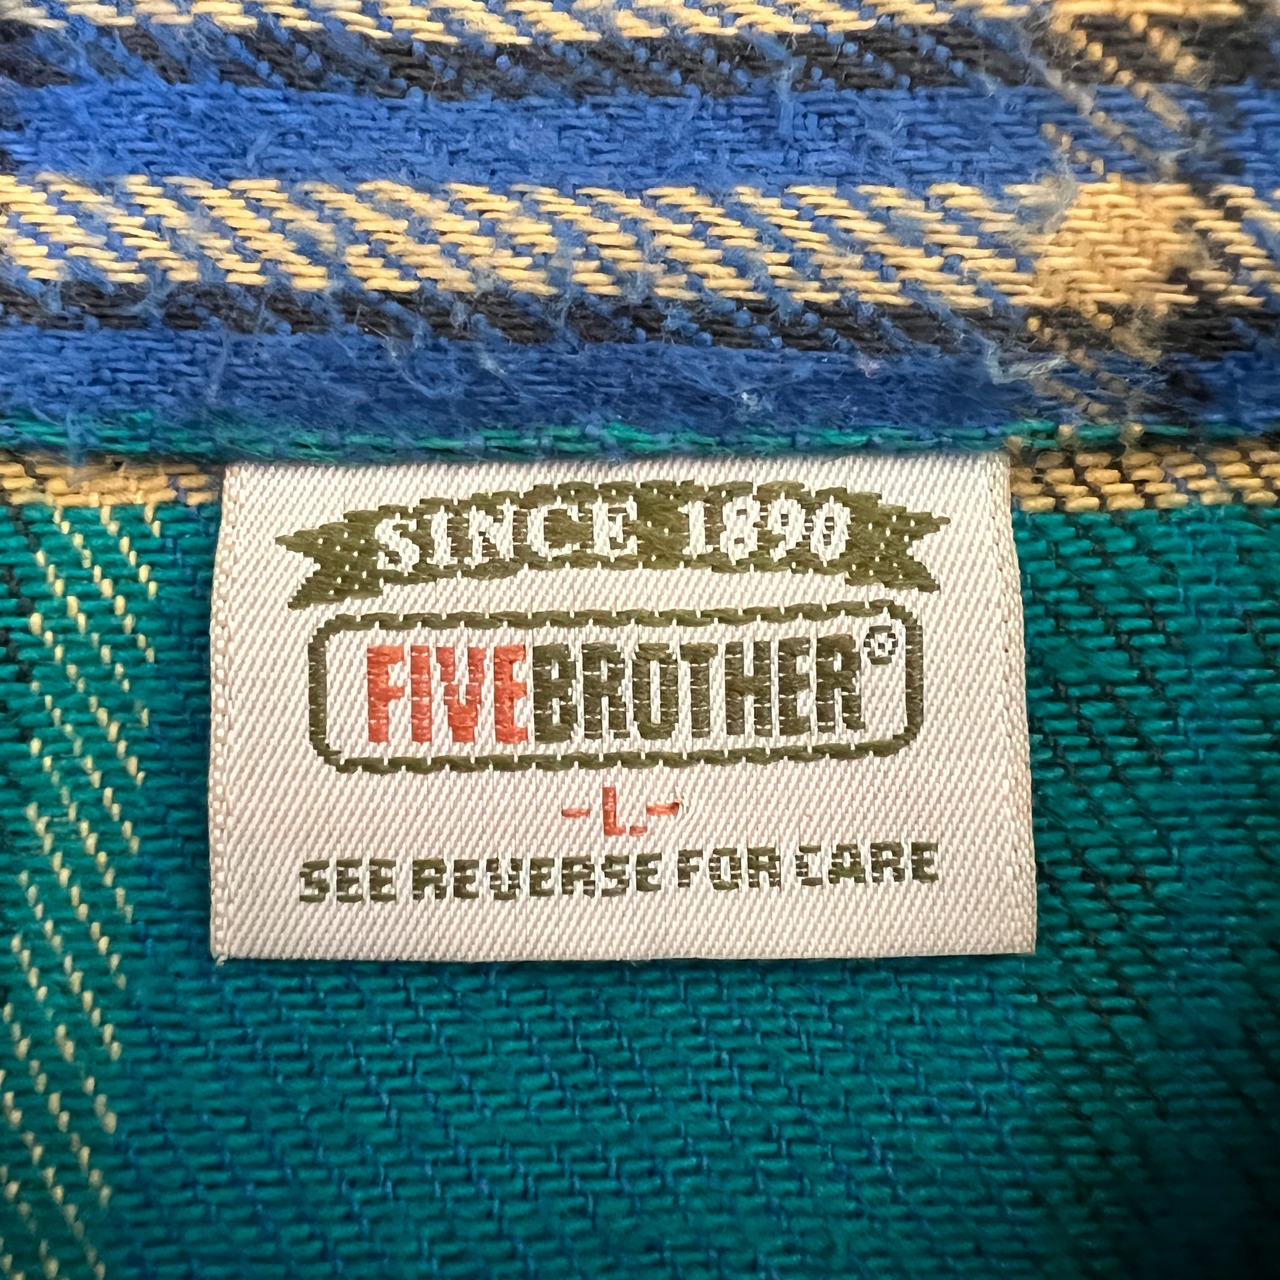 SINCE 1890
FIVEBROTHER®
-L.-
SEE REVERSE FOR CARE